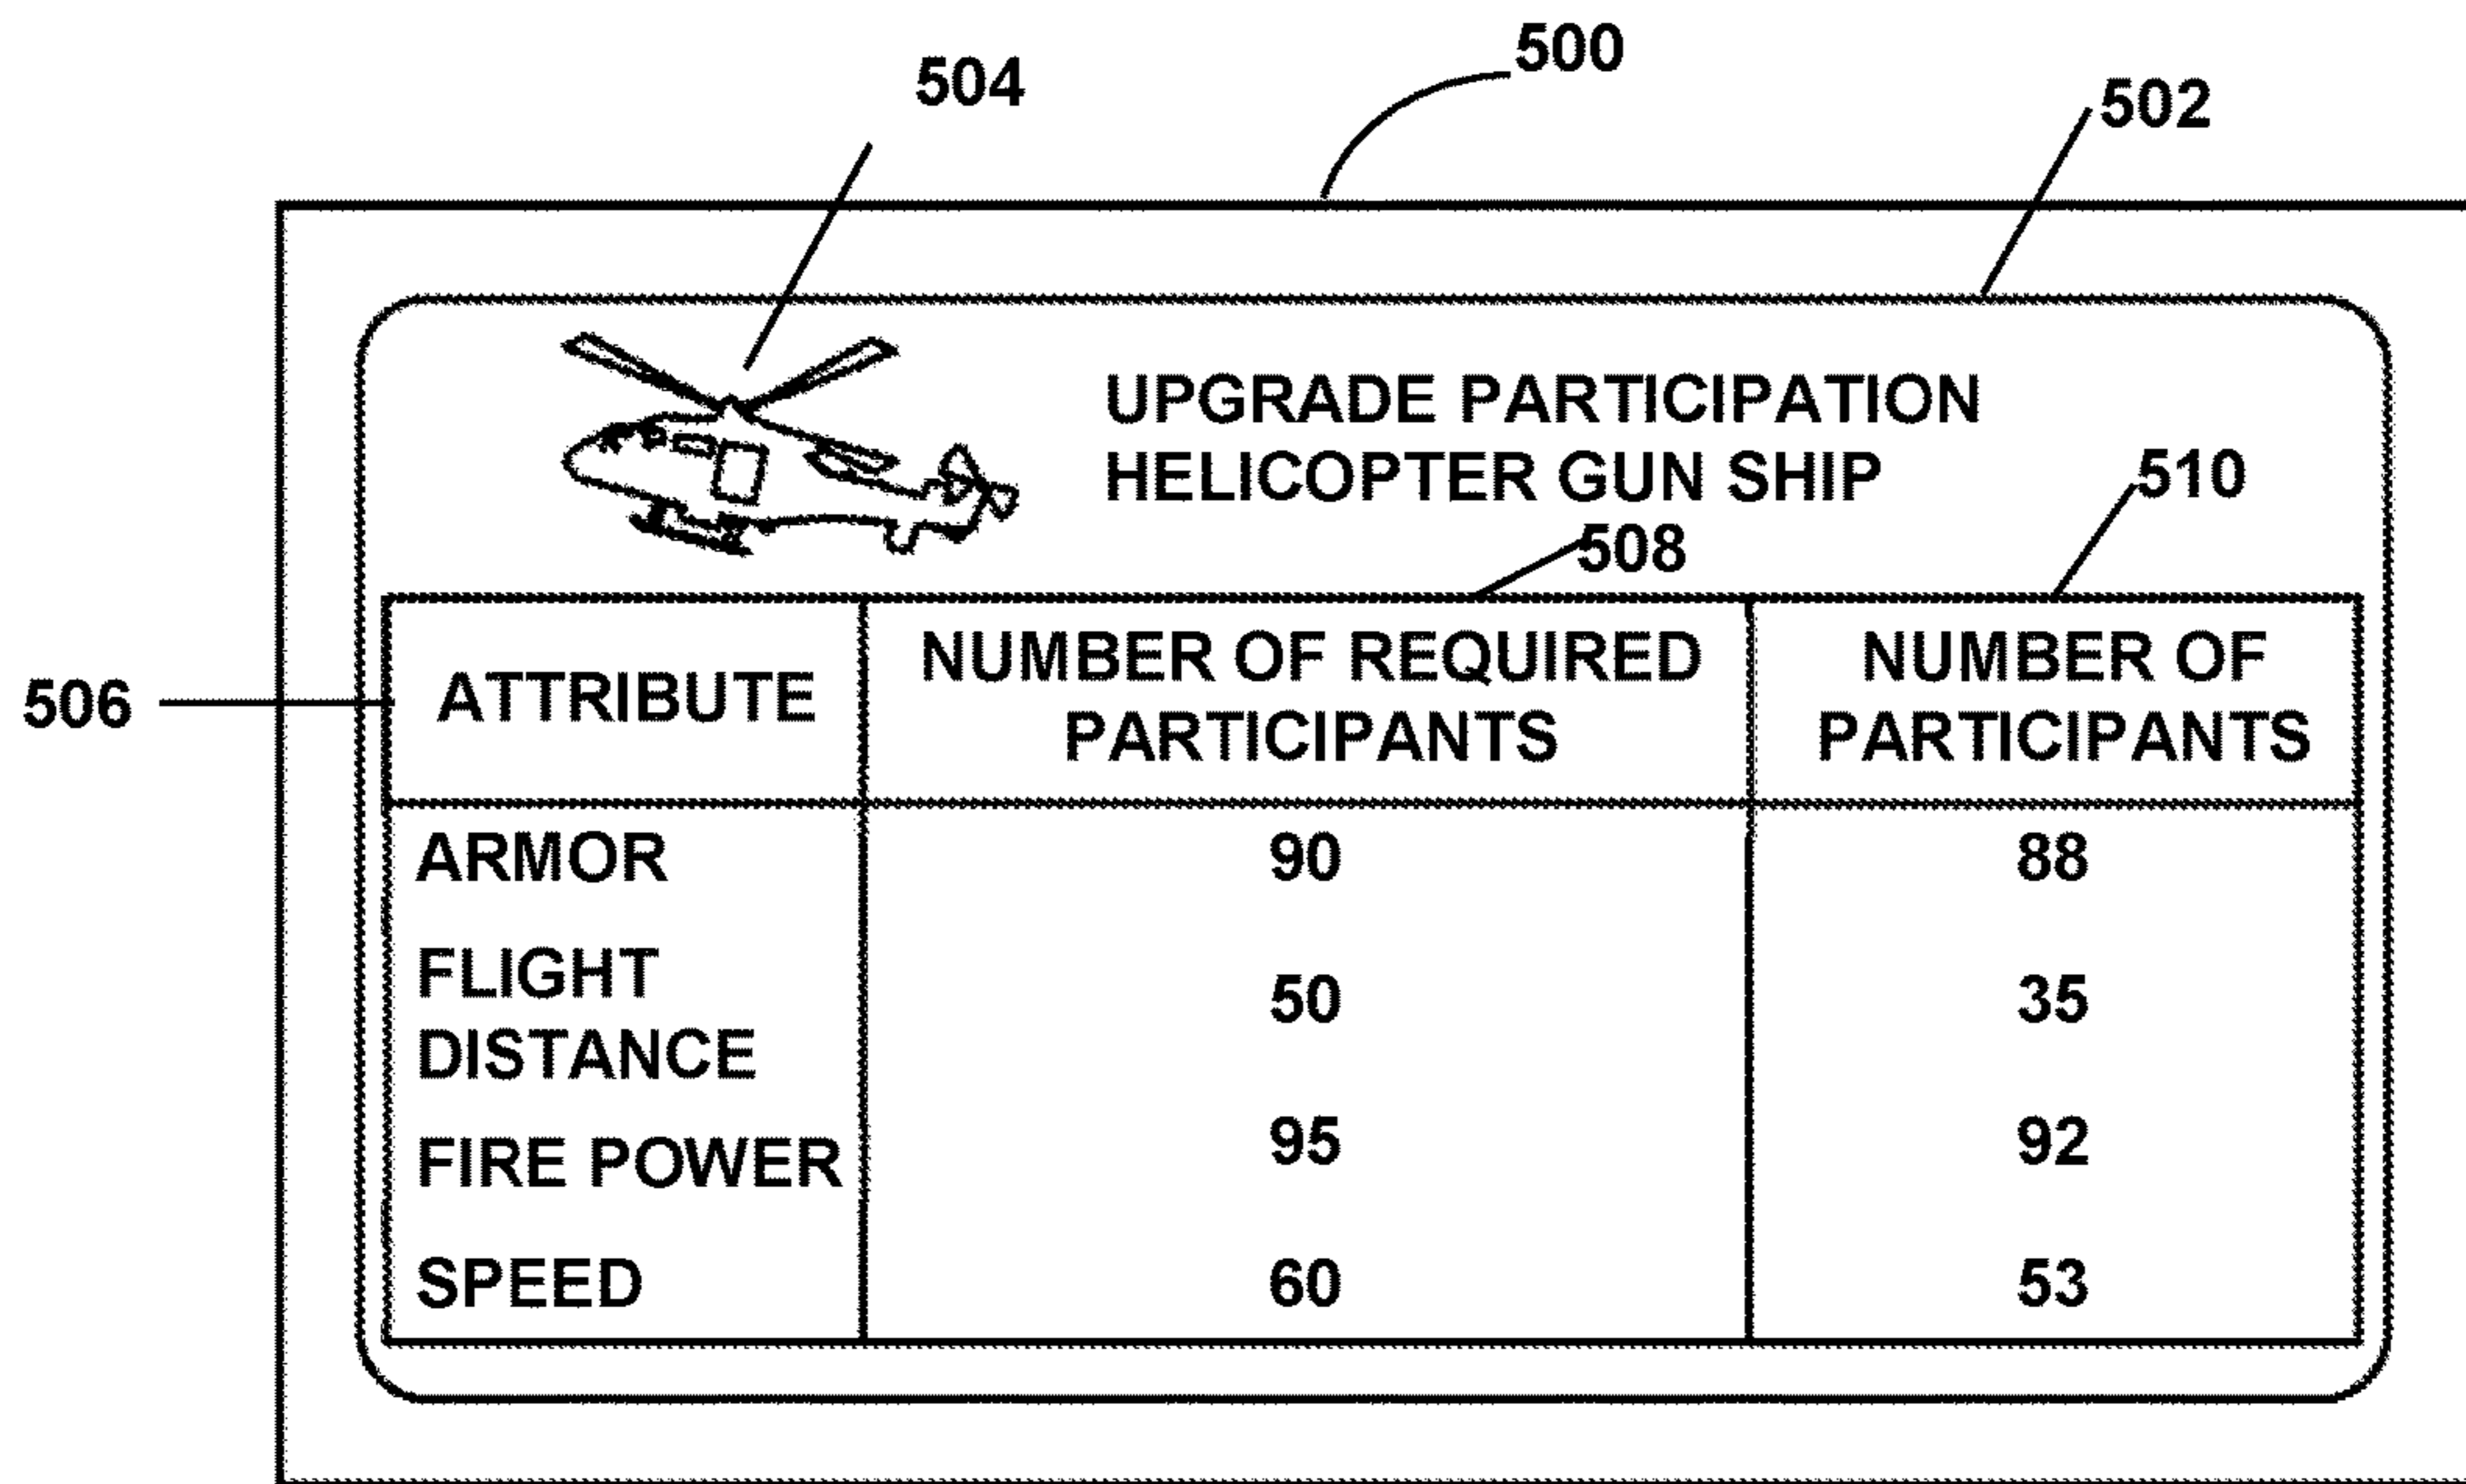 500
504
502
UPGRADE PARTICIPATION
HELICOPTER GUN SHIP
510
508
506
ATTRIBUTE
NUMBER OF REQUIRED
PARTICIPANTS
NUMBER OF
PARTICIPANTS
ARMOR
90
88
FLIGHT
DISTANCE
50
35
FIRE POWER
95
92
SPEED
60
53